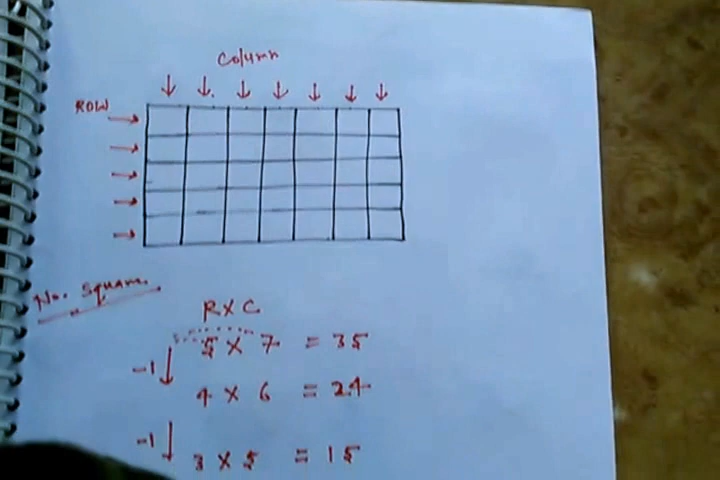 Column
ROW
No. Square.
R X C
5 X 7 = 35
-1
4 X 6 = 24
-1
3 X 5 = 15